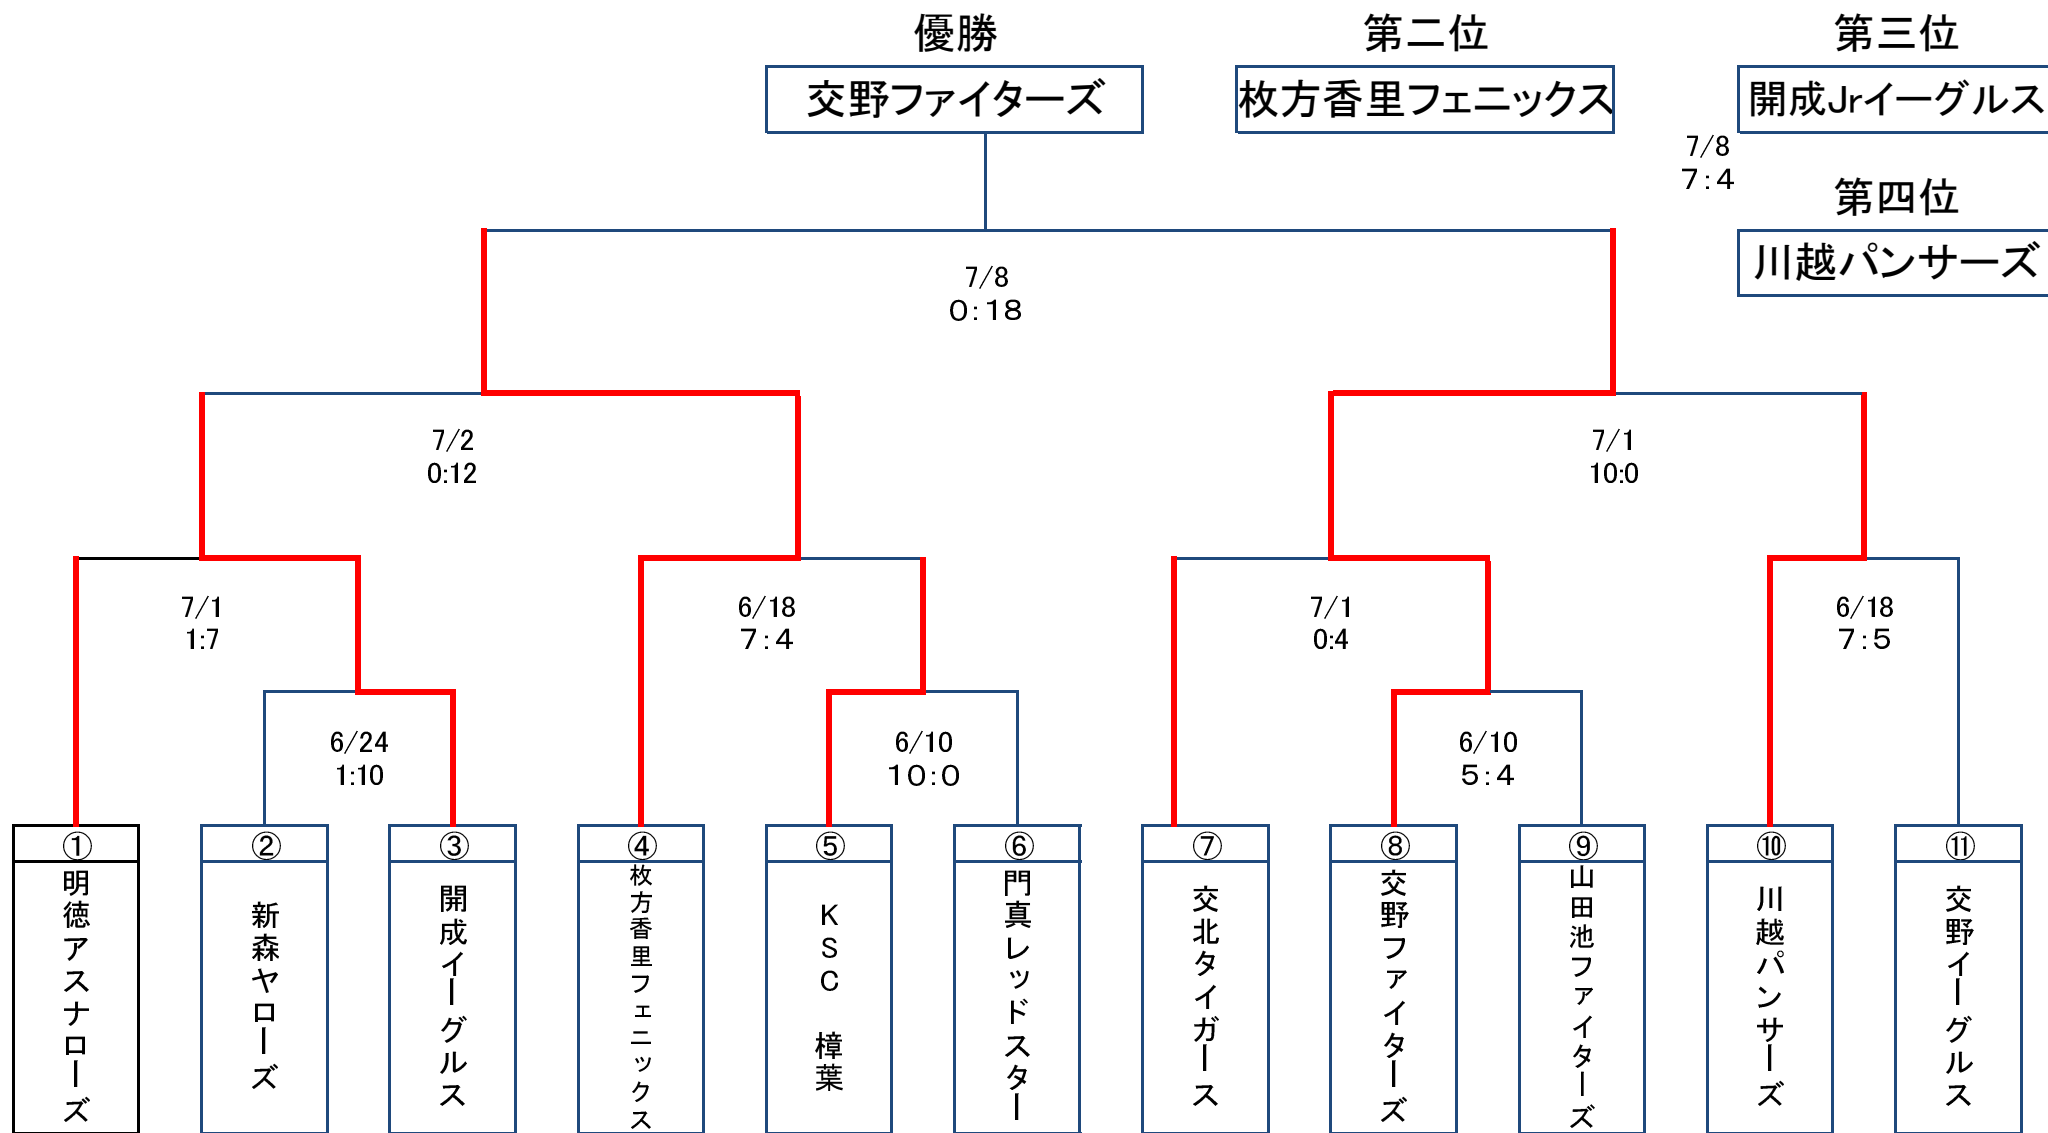 優勝
第二位
第三位
交野ファイターズ
枚方香里フェニックス
開成Jrイーグルス
7/8
7:4
第四位
川越パンサーズ
7/8
0:18
7/2
0:12
7/1
10:0
7/1
1:7
6/18
7:4
7/1
0:4
6/18
7:5
6/24
1:10
6/10
10:0
6/10
5:4
①
明徳アスナローズ
②
新森ヤローズ
③
開成イーグルス
④
枚方香里フェニックス
⑤
KSC 樟葉
⑥
門真レッドスター
⑦
交北タイガース
⑧
交野ファイターズ
⑨
山田池ファイターズ
⑩
川越パンサーズ
⑪
交野イーグルス